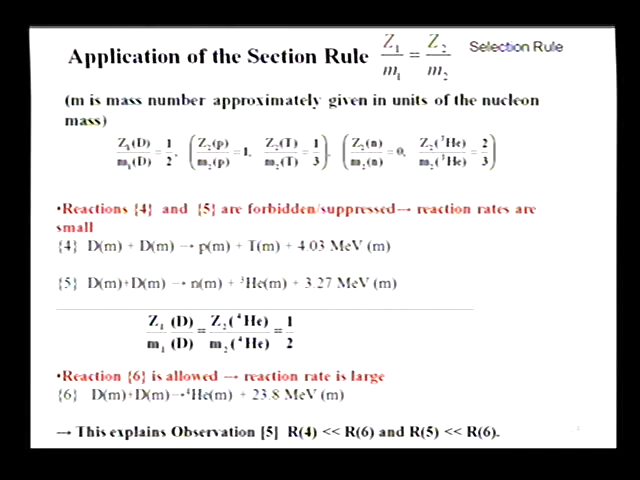 Application of the Section Rule Z₁/m₁ = Z₂/m₂ Selection Rule
(m is mass number approximately given in units of the nucleon
mass)
Z₁(D)/m₁(D) = 1/2, (Z₂(p)/m₂(p) = 1, Z₂(T)/m₂(T) = 1/3), (Z₂(n)/m₂(n) = 0, Z₂(³He)/m₂(³He) = 2/3)
•Reactions {4} and {5} are forbidden/suppressed→ reaction rates are
small
{4} D(m) + D(m) → p(m) + T(m) + 4.03 MeV (m)
{5} D(m)+D(m) → n(m) + ³He(m) + 3.27 MeV (m)
Z₁/m₁ (D)/(D) = Z₂(⁴He)/m₂(⁴He) = 1/2
•Reaction {6} is allowed → reaction rate is large
{6} D(m)+D(m)→⁴He(m) + 23.8 MeV (m)
→ This explains Observation [5] R(4) << R(6) and R(5) << R(6).